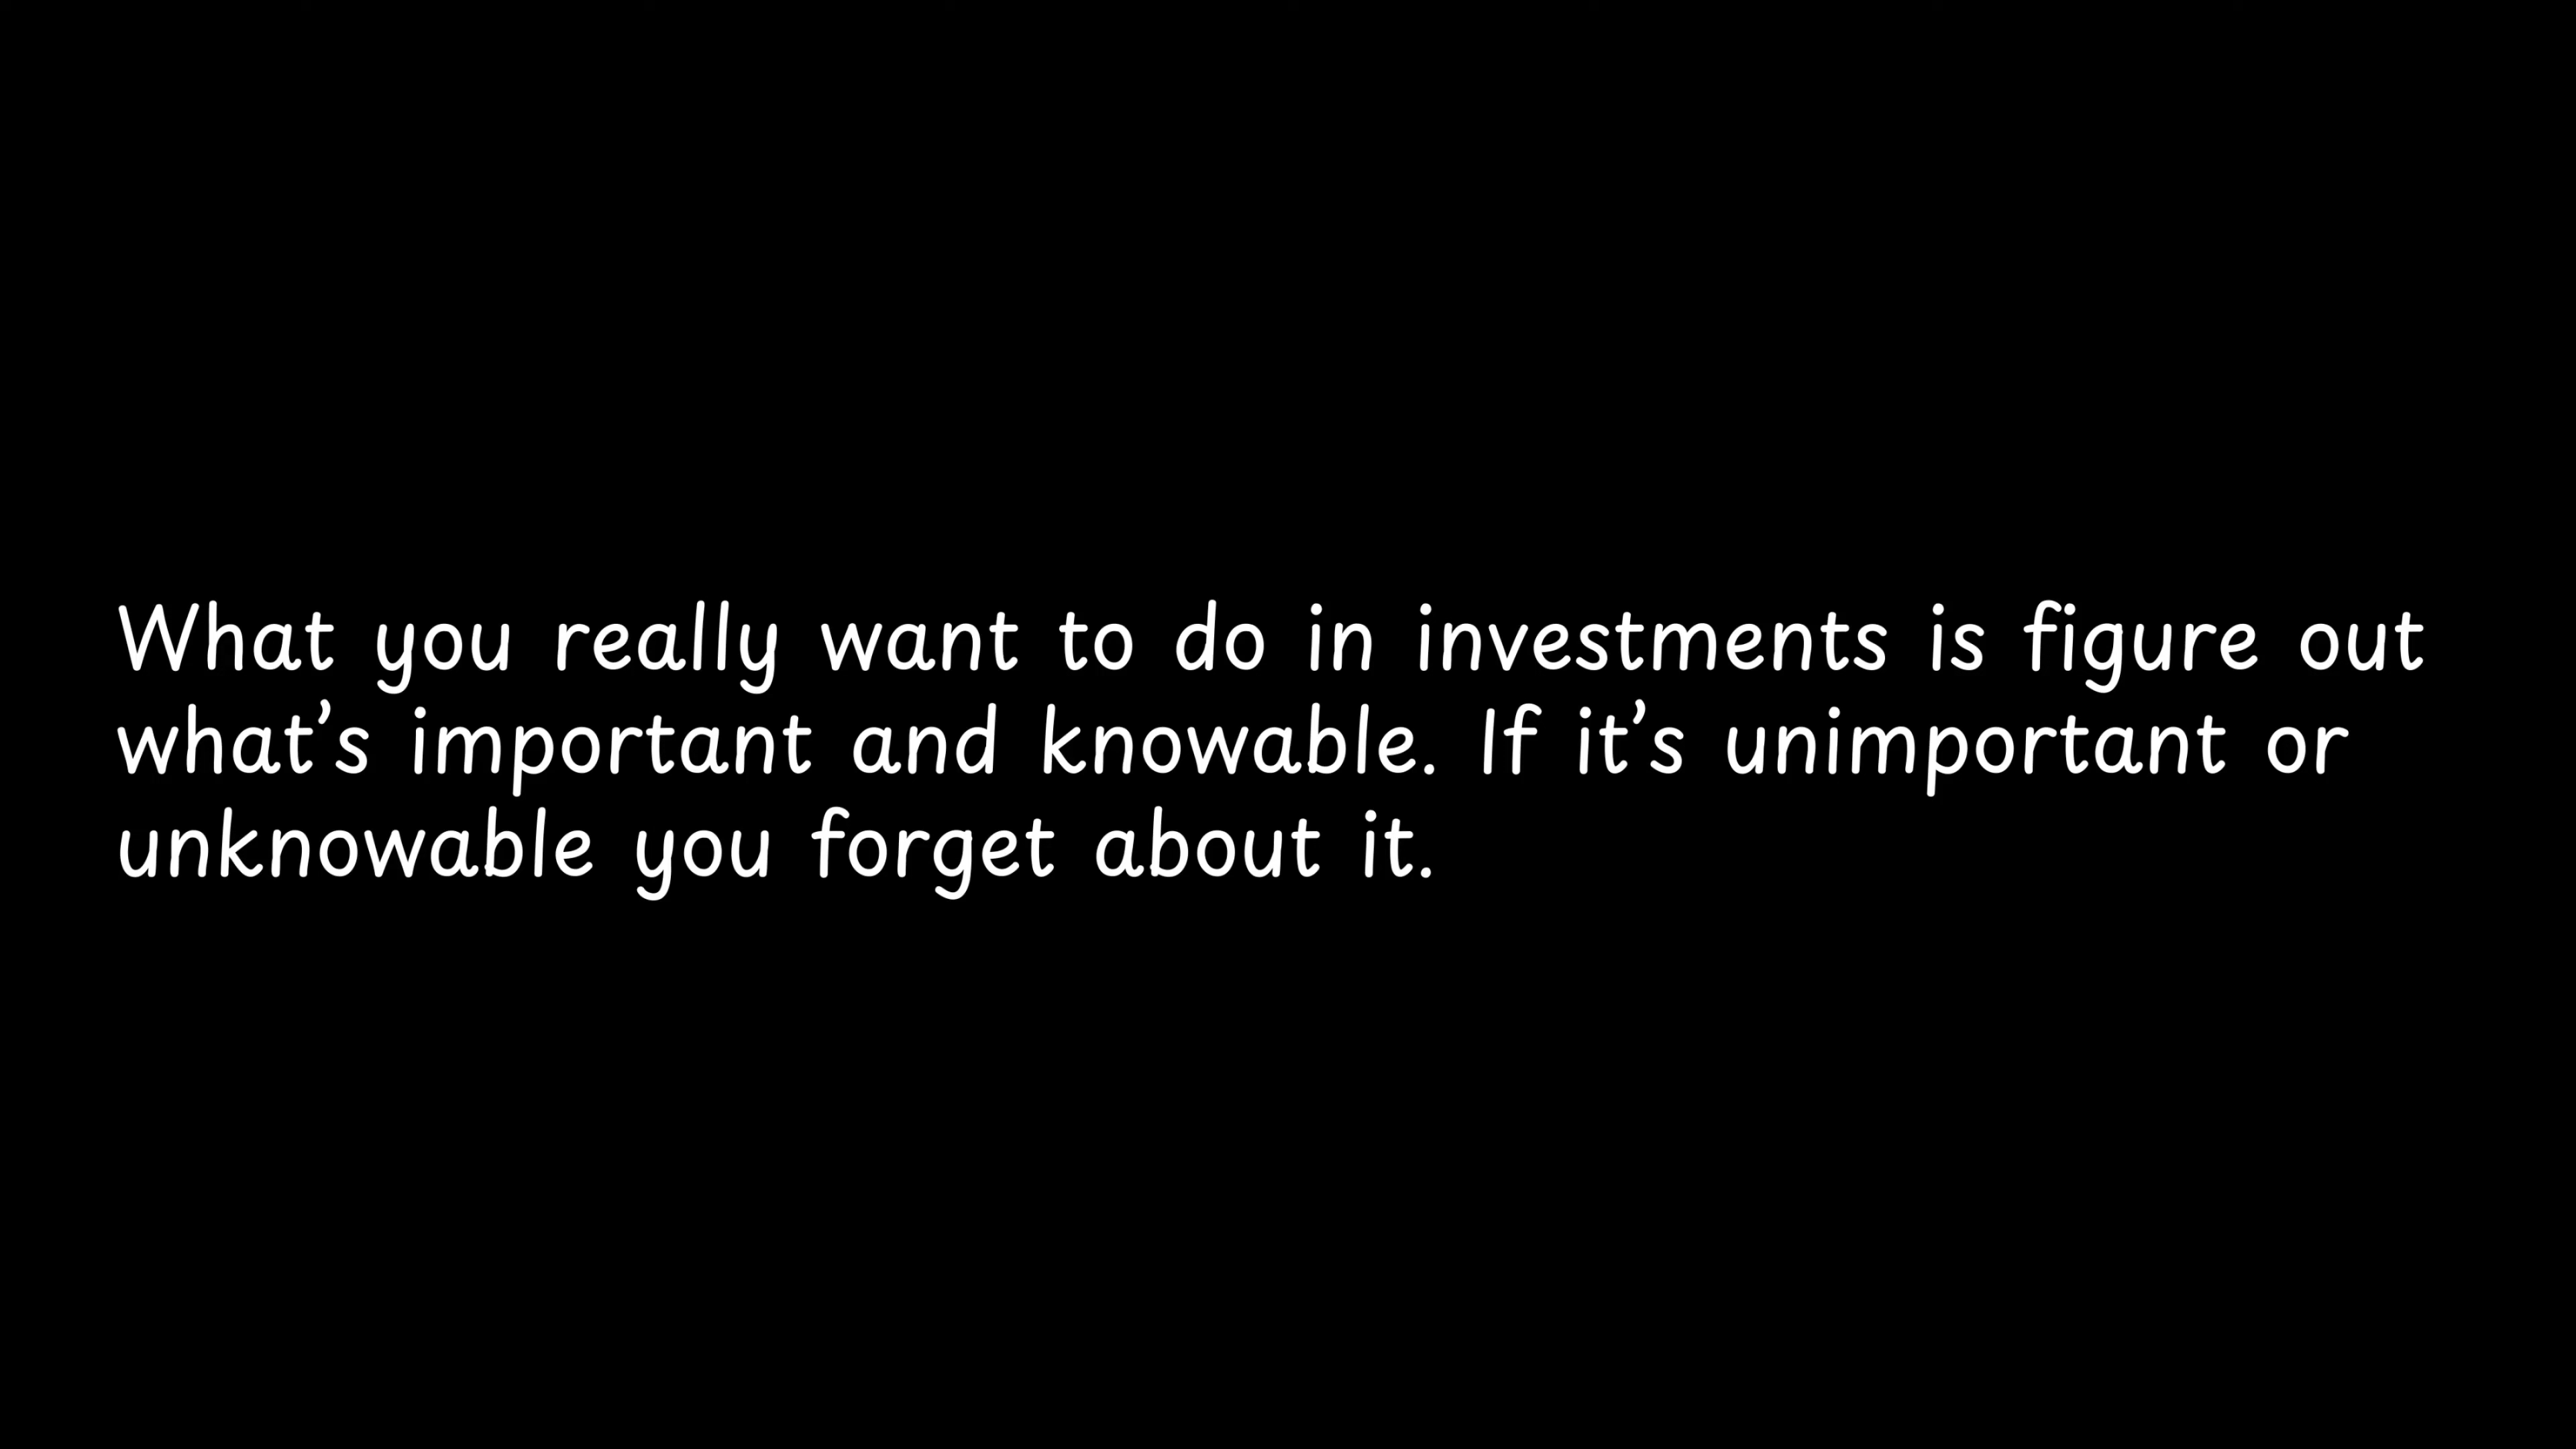 What you really want to do in investments is figure out
what’s important and knowable. If it’s unimportant or
unknowable you forget about it.